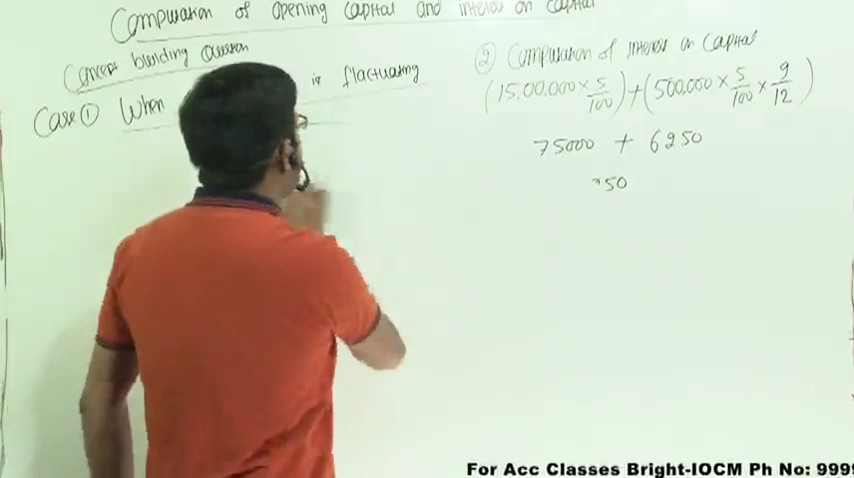 Computation of opening Capital and interest on Capital
Concept building Question
Case ① When is flactuating
② Computation of interest on Capital
(15,00,000 × 5/100) + (500,000 × 5/100 × 9/12)
75000 + 6250
For Acc Classes Bright-IOCM Ph No: 999